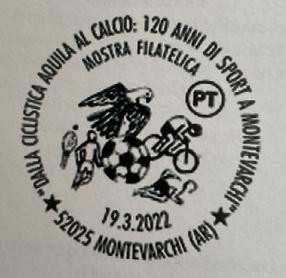 "DALLA CICLISTICA AQUILA AL CALCIO: 120 ANNI DI SPORT A MONTEVARCHI"
MOSTRA FILATELICA
PT
19.3.2022
52025 MONTEVARCHI (AR)